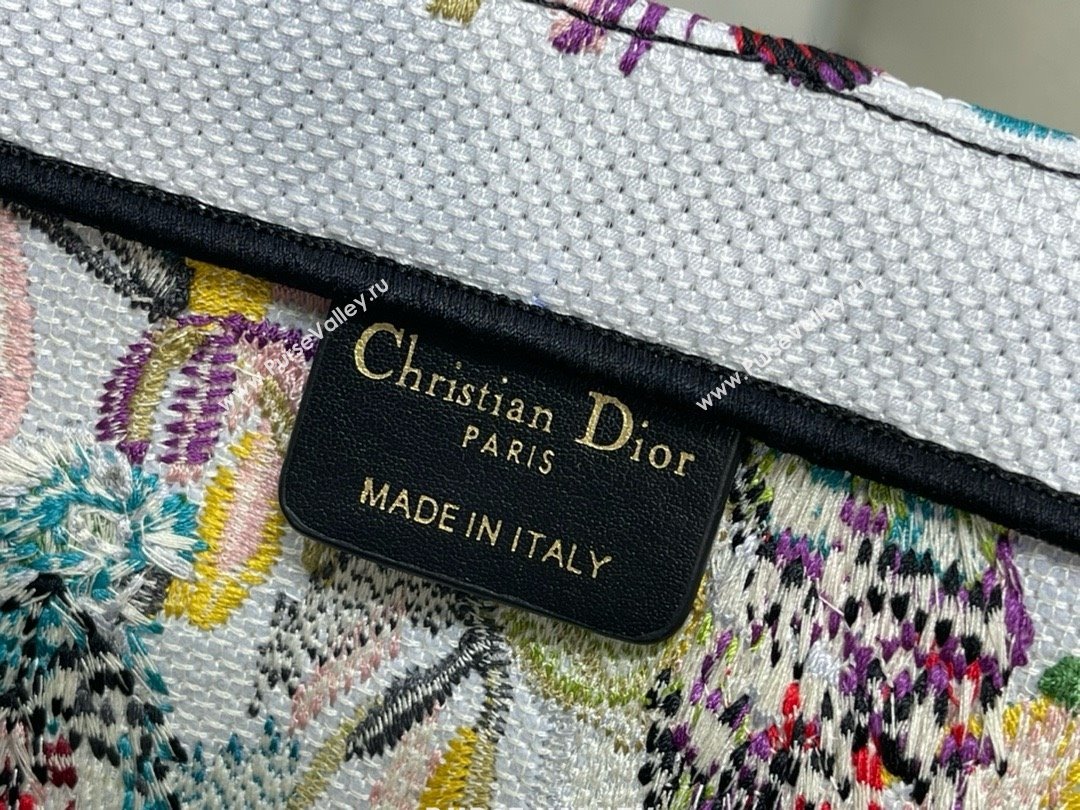 Christian Dior
PARIS
MADE IN ITALY
www.PurseValley.ru
www.PurseValley.ru